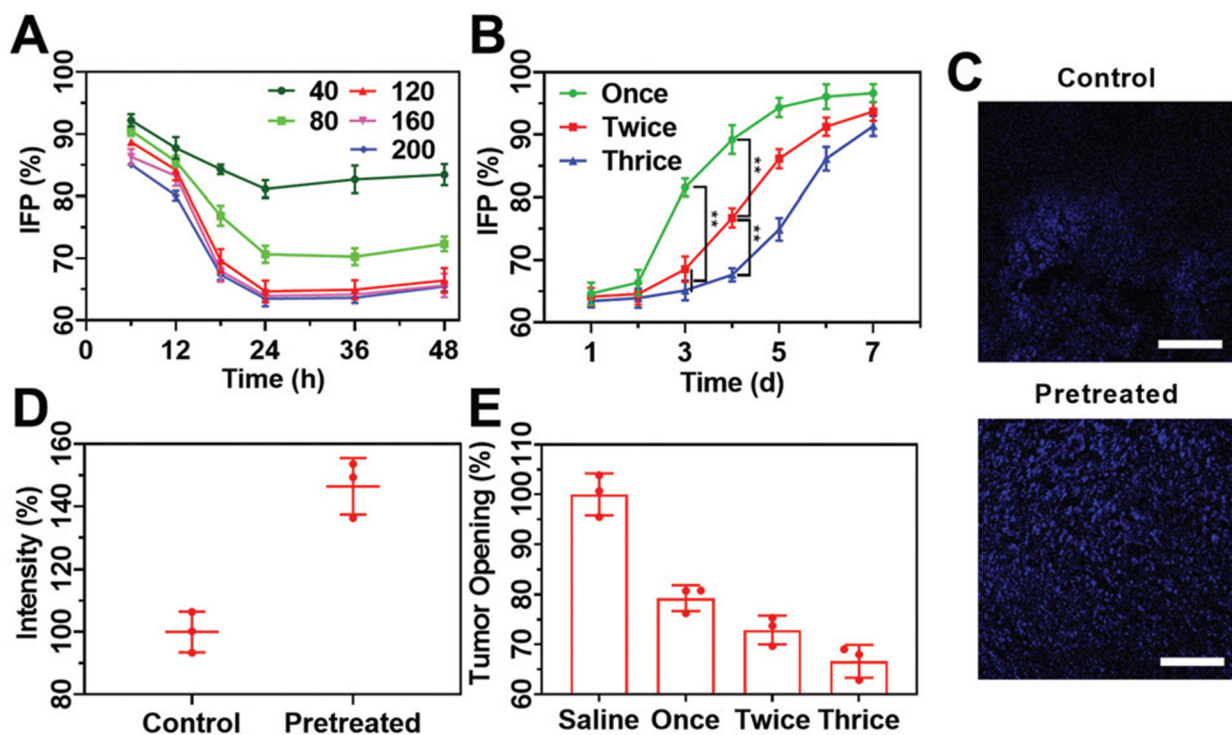 A
IFP (%)
100
90
80
70
60
40 120
80 160
200
0 12 24 36 48
Time (h)
B
IFP (%)
100
90
80
70
60
Once
Twice
Thrice
**
**
**
1 3 5 7
Time (d)
C
Control
Pretreated
D
Intensity (%)
160
140
120
100
80
Control Pretreated
E
Tumor Opening (%)
110
100
90
80
70
60
Saline Once Twice Thrice